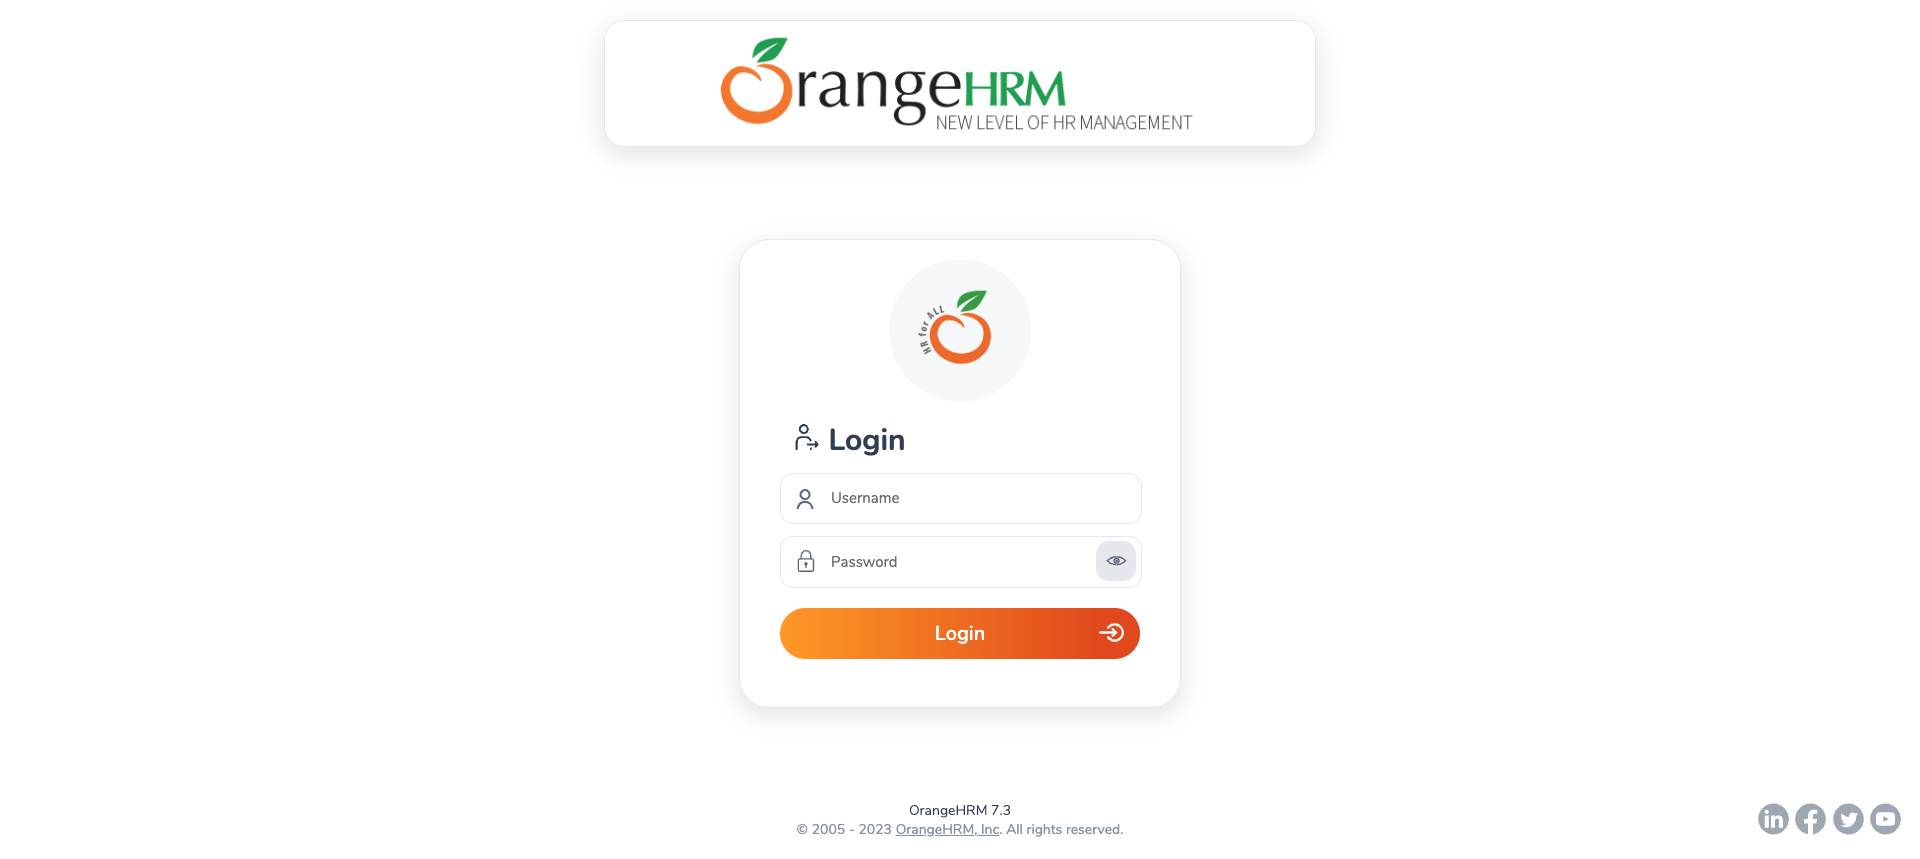 OrangeHRM
NEW LEVEL OF HR MANAGEMENT
HR for ALL
Login
Username
Password
Login
OrangeHRM 7.3
© 2005 - 2023 OrangeHRM, Inc. All rights reserved.
in